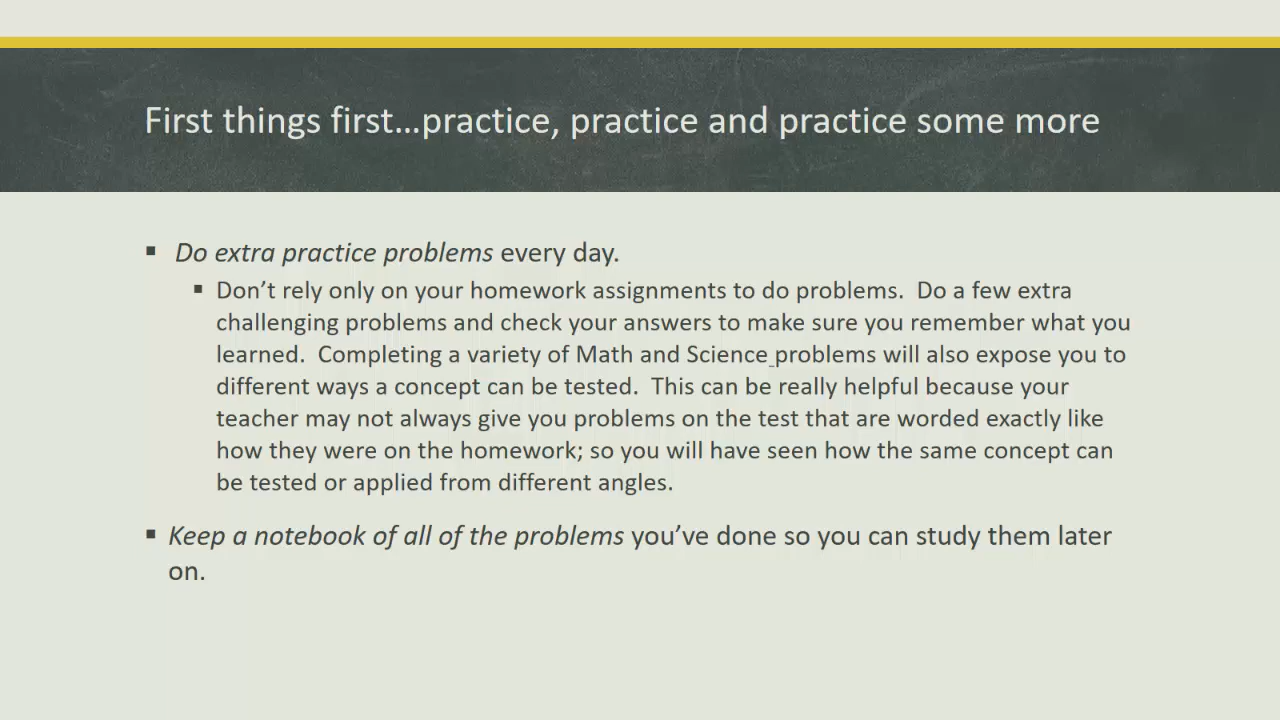 First things first…practice, practice and practice some more
▪ Do extra practice problems every day.
▪ Don’t rely only on your homework assignments to do problems.  Do a few extra
challenging problems and check your answers to make sure you remember what you
learned.  Completing a variety of Math and Science problems will also expose you to
different ways a concept can be tested.  This can be really helpful because your
teacher may not always give you problems on the test that are worded exactly like
how they were on the homework; so you will have seen how the same concept can
be tested or applied from different angles.
▪ Keep a notebook of all of the problems you’ve done so you can study them later
on.